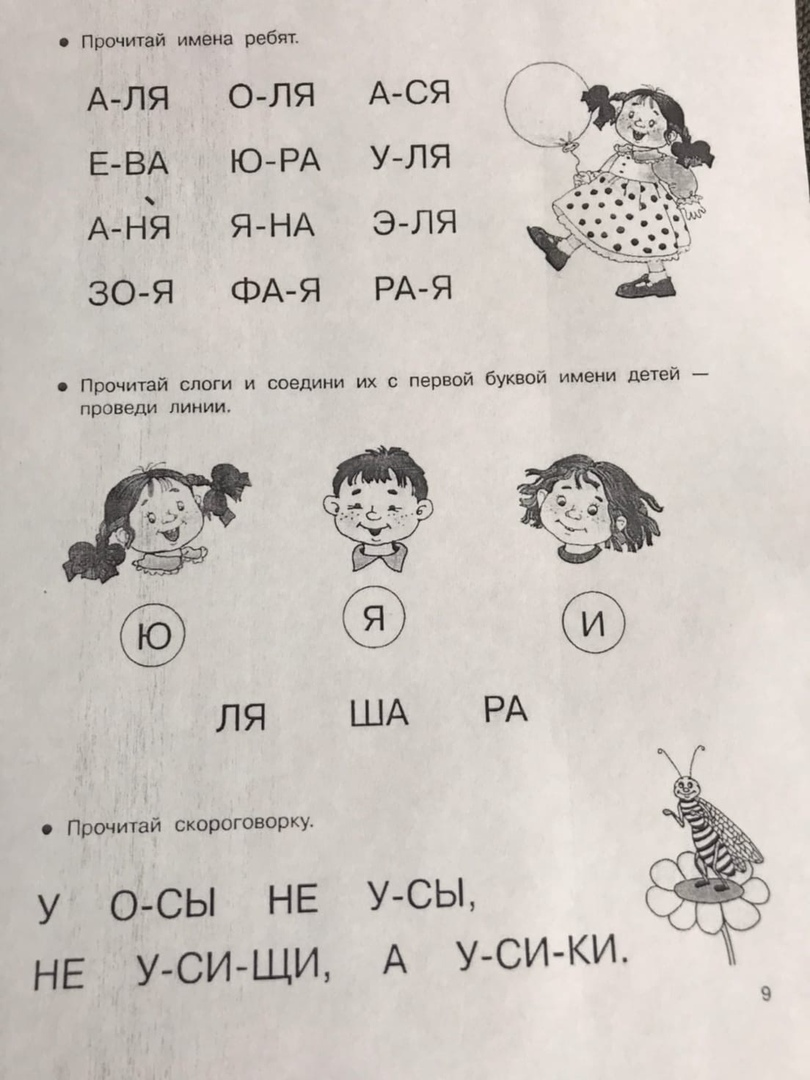 ● Прочитай имена ребят.
А-ЛЯ О-ЛЯ А-СЯ
Е-ВА Ю-РА У-ЛЯ
А-НЯ Я-НА Э-ЛЯ
ЗО-Я ФА-Я РА-Я
● Прочитай слоги и соедини их с первой буквой имени детей —
проведи линии.
Ю Я И
ЛЯ ША РА
● Прочитай скороговорку.
У О-СЫ НЕ У-СЫ,
НЕ У-СИ-ЩИ, А У-СИ-КИ.
9